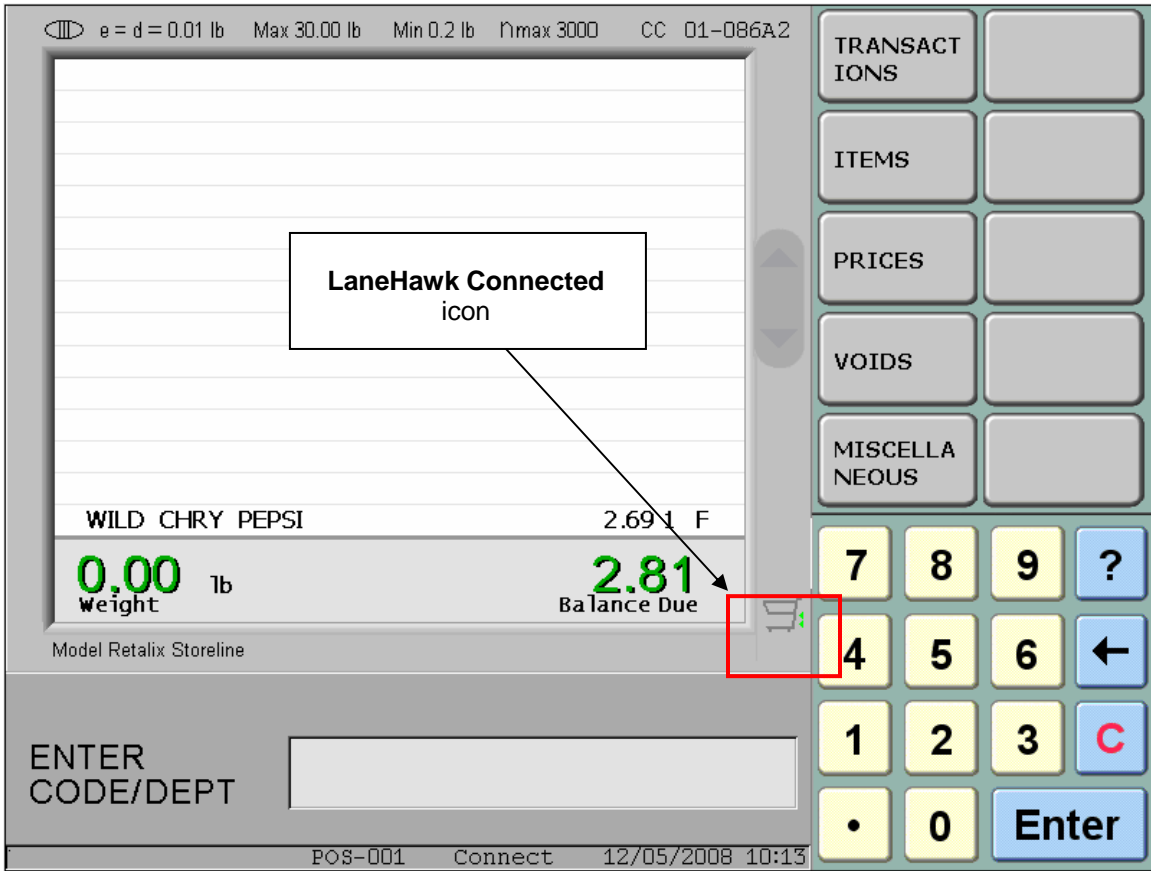 e = d = 0.01 lb Max 30.00 lb Min 0.2 lb nmax 3000 CC 01-086A2
LaneHawk Connected
icon
WILD CHRY PEPSI 2.69 1 F
0.00 lb 2.81
Weight Balance Due
Model Retalix Storeline
ENTER
CODE/DEPT
POS-001 Connect 12/05/2008 10:13
TRANSACT
IONS
ITEMS
PRICES
VOIDS
MISCELLA
NEOUS
7 8 9 ?
4 5 6 ←
1 2 3 C
• 0 Enter